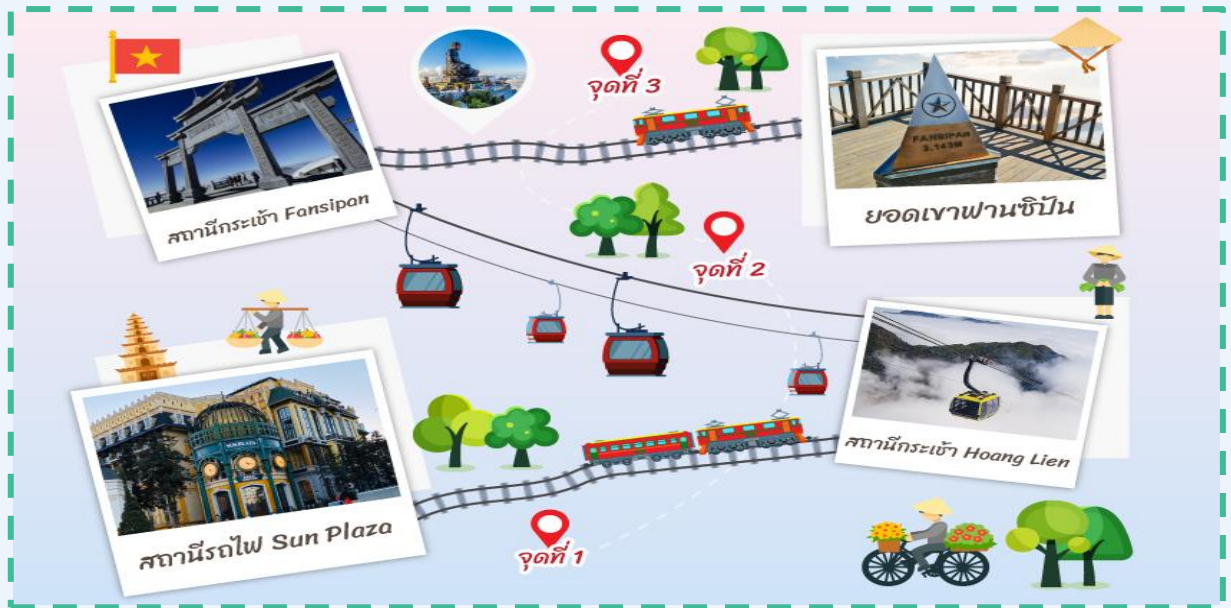 จุดที่ 3
สถานีกระเช้า Fansipan
FANSIPAN
3.143M
ยอดเขาฟานซิปัน
จุดที่ 2
SUN PLAZA
สถานีรถไฟ Sun Plaza
สถานีกระเช้า Hoang Lien
จุดที่ 1